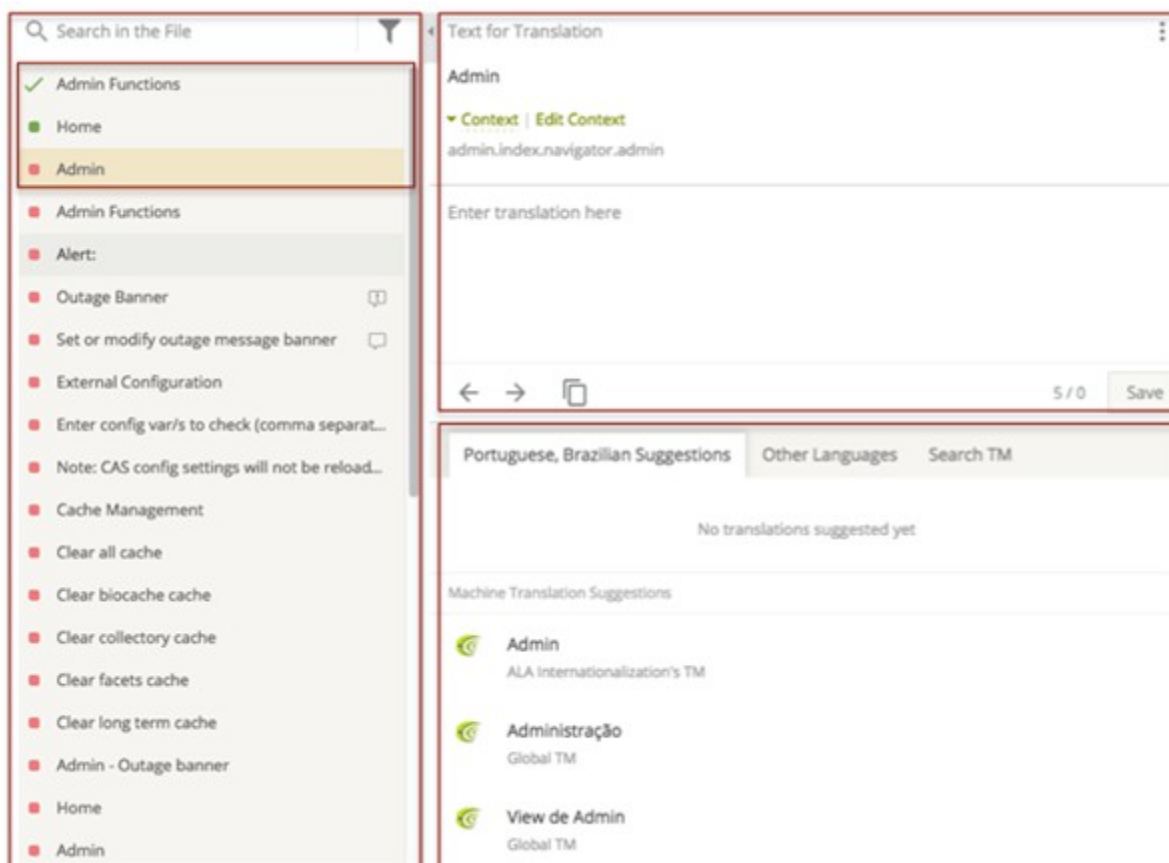 Search in the File
Admin Functions
Home
Admin
Admin Functions
Alert:
Outage Banner
Set or modify outage message banner
External Configuration
Enter config var/s to check (comma separat...
Note: CAS config settings will not be reload...
Cache Management
Clear all cache
Clear biocache cache
Clear collectory cache
Clear facets cache
Clear long term cache
Admin - Outage banner
Home
Admin
Text for Translation
Admin
Context | Edit Context
admin.index.navigator.admin
Enter translation here
5 / 0 Save
Portuguese, Brazilian Suggestions Other Languages Search TM
No translations suggested yet
Machine Translation Suggestions
Admin
ALA Internationalization's TM
Administração
Global TM
View de Admin
Global TM